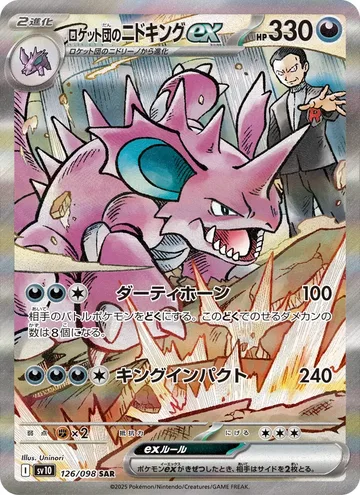 2進化
ロケット団のニドキングex HP330
ロケット団のニドリーノから進化
ダーティホーン 100
相手のバトルポケモンをどくにする。このどくでのせるダメカンの
数は8個になる。
キングインパクト 240
弱点 ×2 抵抗力 にげる
exルール
ポケモンexがきぜつしたとき、相手はサイドを2枚とる。
Illus. Uninori
I sv10 126/098 SAR
©2025 Pokémon/Nintendo/Creatures/GAME FREAK.